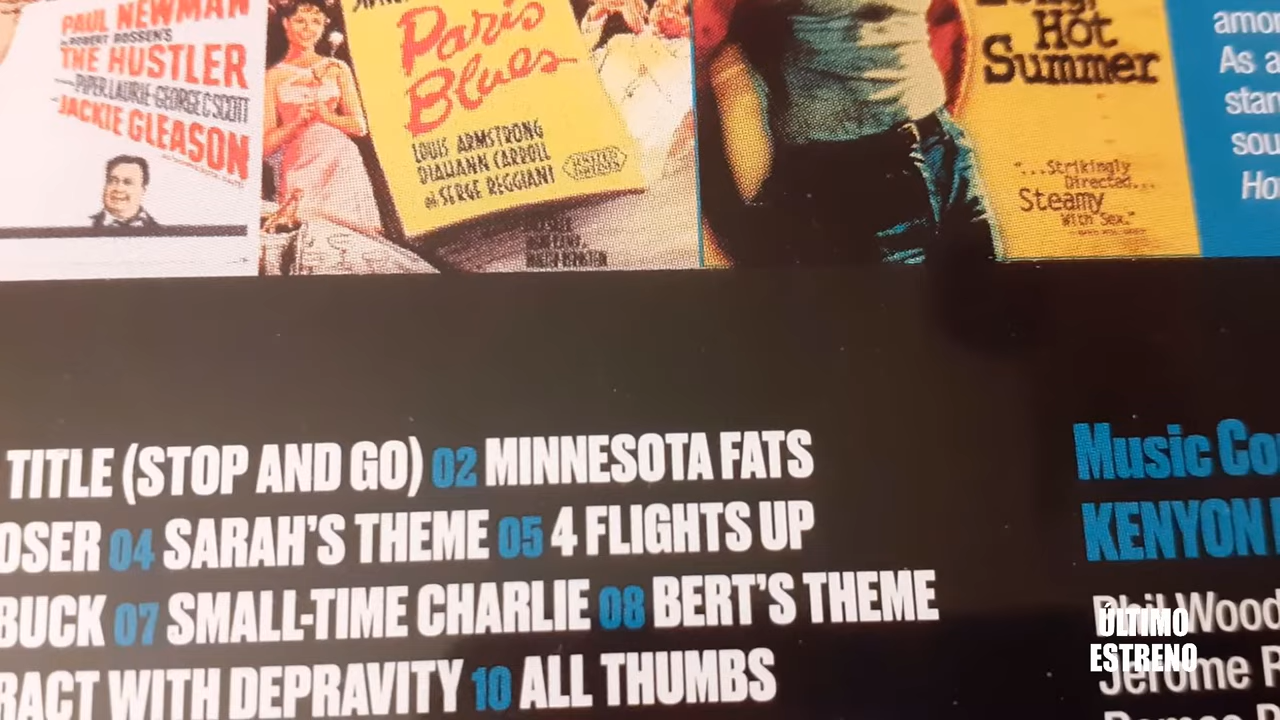 PAUL NEWMAN
IN ROBERT ROSSEN'S
THE HUSTLER
PIPER LAURIE · GEORGE C SCOTT
JACKIE GLEASON
Paris
Blues
LOUIS ARMSTRONG
DIAHANN CARROLL
SERGE REGGIANI
UNITED
Hot
Summer
"...Strikingly
Directed...
Steamy
With Sex."
As a
Ho
TITLE (STOP AND GO) 02 MINNESOTA FATS
OSER 04 SARAH'S THEME 05 4 FLIGHTS UP
BUCK 07 SMALL-TIME CHARLIE 08 BERT'S THEME
RACT WITH DEPRAVITY 10 ALL THUMBS
Music Co
KENYON
Phil Wood
Jerome R
ÚLTIMO
ESTRENO